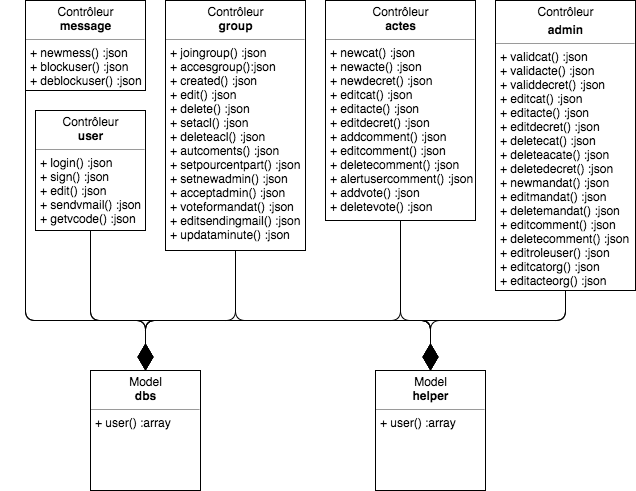 Contrôleur
message
+ newmess() :json
+ blockuser() :json
+ deblockuser() :json
Contrôleur
user
+ login() :json
+ sign() :json
+ edit() :json
+ sendvmail() :json
+ getvcode() :json
Contrôleur
group
+ joingroup() :json
+ accesgroup():json
+ created() :json
+ edit() :json
+ delete() :json
+ setacl() :json
+ deleteacl() :json
+ autcoments() :json
+ setpourcentpart() :json
+ setnewadmin() :json
+ acceptadmin() :json
+ voteformandat() :json
+ editsendingmail() :json
+ updataminute() :json
Contrôleur
actes
+ newcat() :json
+ newacte() :json
+ newdecret() :json
+ editcat() :json
+ editacte() :json
+ editdecret() :json
+ addcomment() :json
+ editcomment() :json
+ deletecomment() :json
+ alertusercomment() :json
+ addvote() :json
+ deletevote() :json
Contrôleur
admin
+ validcat() :json
+ validacte() :json
+ validdecret() :json
+ editcat() :json
+ editacte() :json
+ editdecret() :json
+ deletecat() :json
+ deleteacate() :json
+ deletedecret() :json
+ newmandat() :json
+ editmandat() :json
+ deletemandat() :json
+ editcomment() :json
+ deletecomment() :json
+ editroleuser() :json
+ editcatorg() :json
+ editacteorg() :json
Model
dbs
+ user() :array
Model
helper
+ user() :array